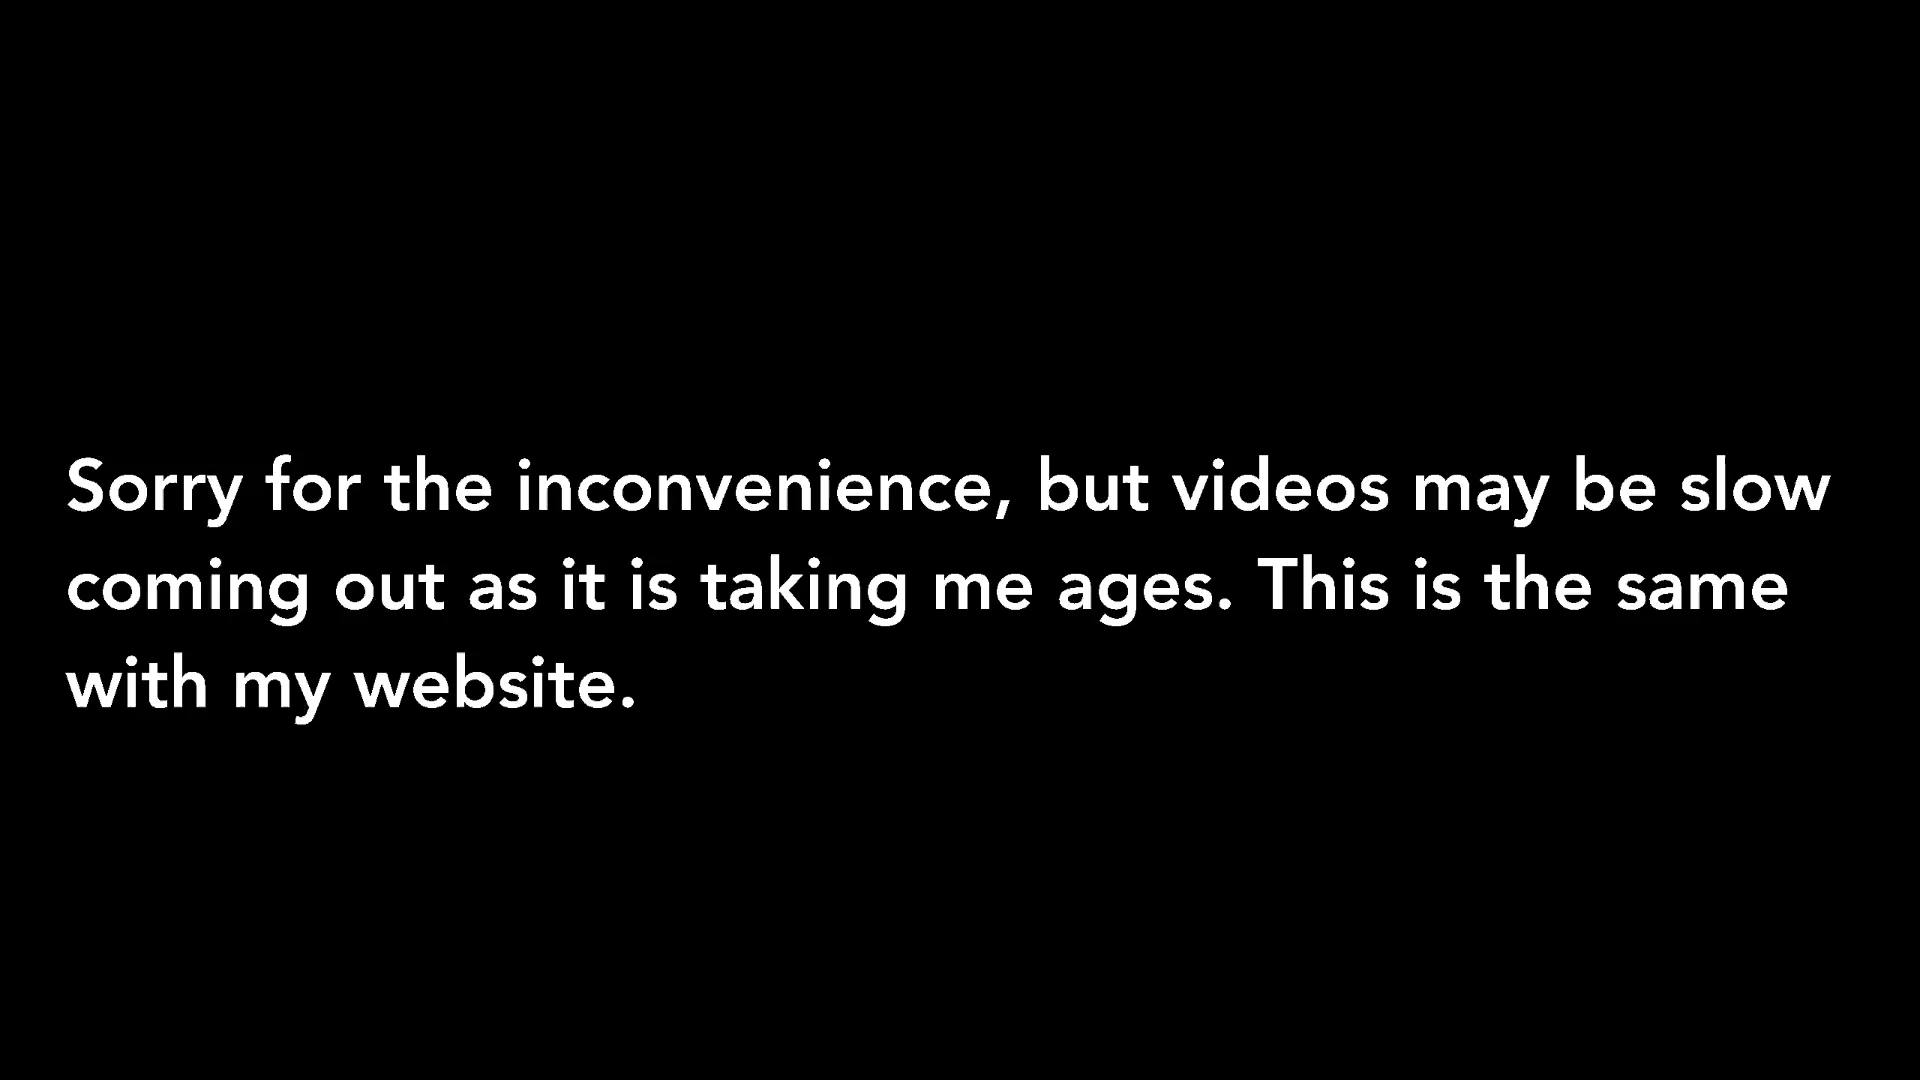 Sorry for the inconvenience, but videos may be slow
coming out as it is taking me ages. This is the same
with my website.